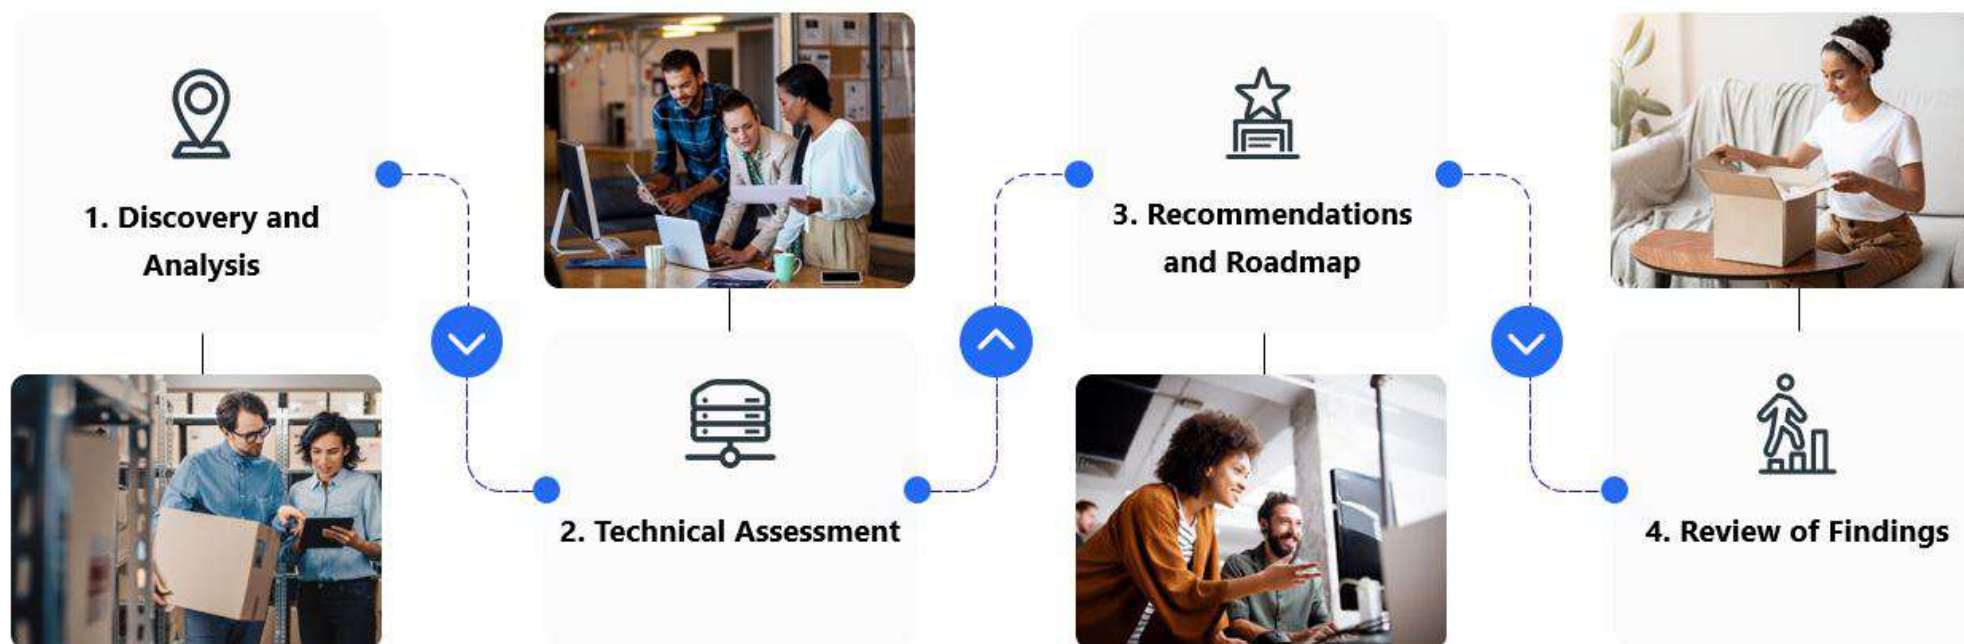 1. Discovery and
Analysis
2. Technical Assessment
3. Recommendations
and Roadmap
4. Review of Findings